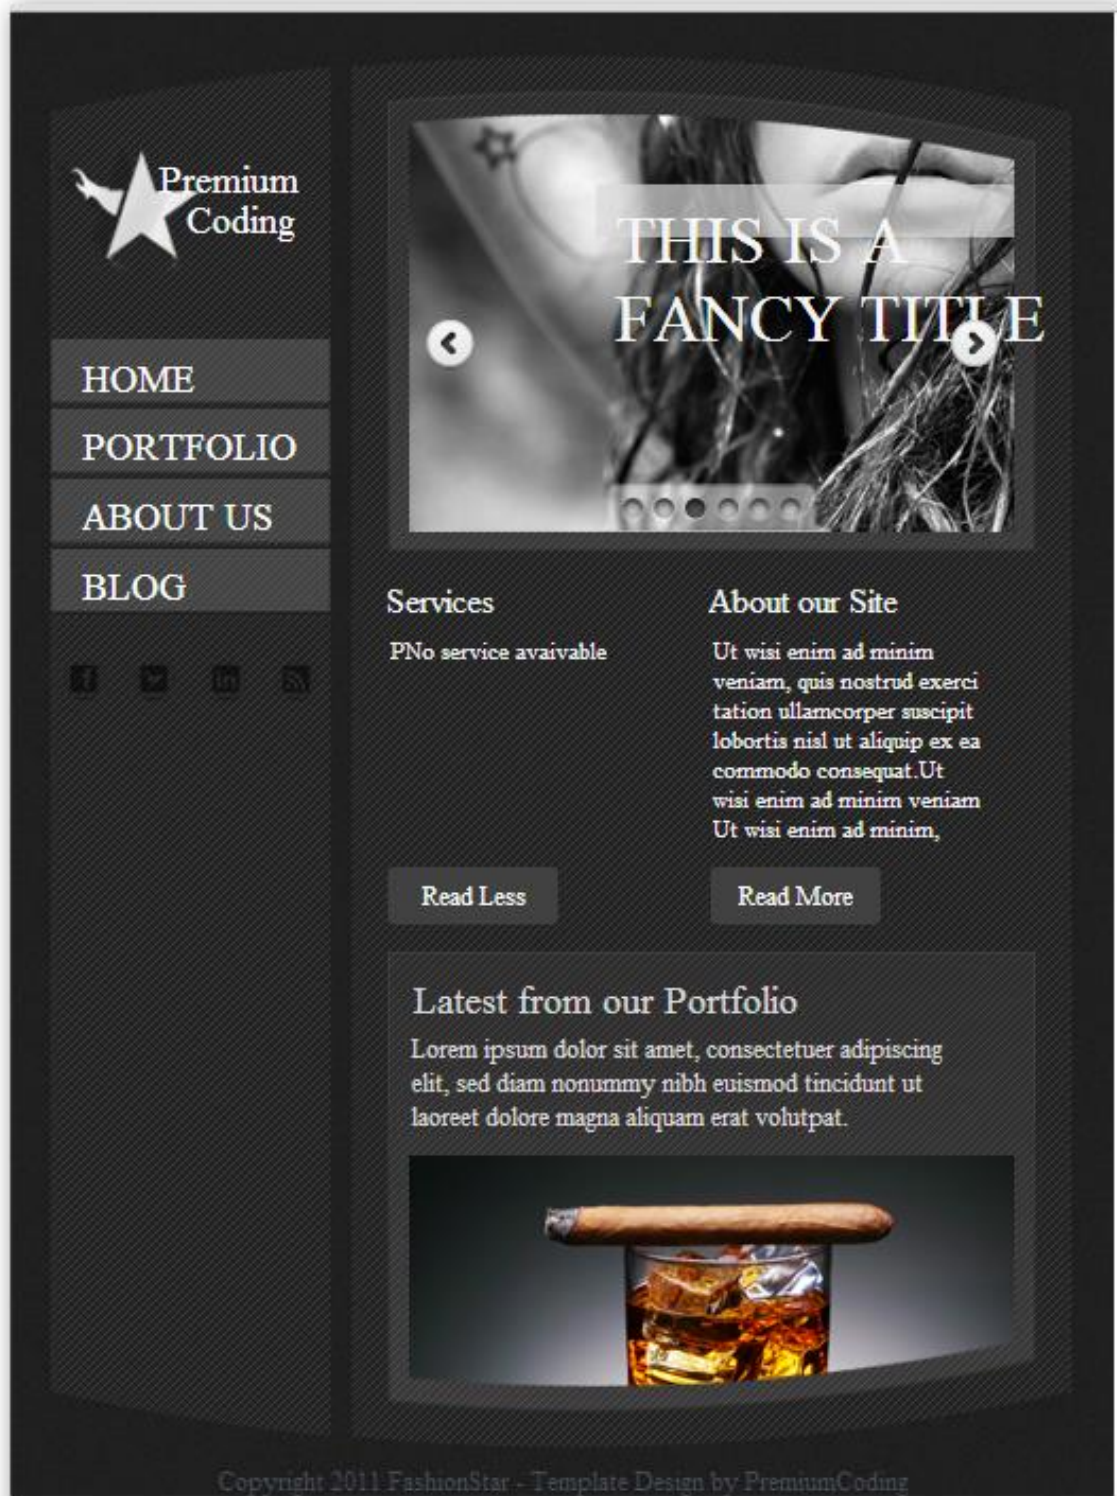 Premium
Coding
HOME
PORTFOLIO
ABOUT US
BLOG
THIS IS A
FANCY TITLE
Services
PNo service avaivable
Read Less
About our Site
Ut wisi enim ad minim
veniam, quis nostrud exerci
tation ullamcorper suscipit
lobortis nisl ut aliquip ex ea
commodo consequat.Ut
wisi enim ad minim veniam
Ut wisi enim ad minim,
Read More
Latest from our Portfolio
Lorem ipsum dolor sit amet, consectetuer adipiscing
elit, sed diam nonummy nibh euismod tincidunt ut
laoreet dolore magna aliquam erat volutpat.
Copyright 2011 FashionStar - Template Design by PremiumCoding